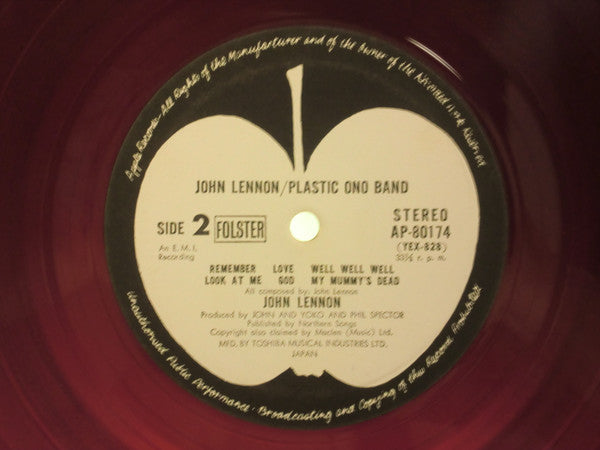 Apple Records-All Rights of the Manufacturer and of the Owner of the Recorded Work Reserved
JOHN LENNON/PLASTIC ONO BAND
SIDE 2 FOLSTER
STEREO
AP-80174
(YEX-828)
33⅓ r. p. m.
An E. M. I.
Recording
REMEMBER LOVE WELL WELL WELL
LOOK AT ME GOD MY MUMMY'S DEAD
All composed by: John Lennon
JOHN LENNON
Produced by JOHN AND YOKO AND PHIL SPECTOR
Published by Northern Songs
Copyright also claimed by Maclen (Music) Ltd.
MFD. BY TOSHIBA MUSICAL INDUSTRIES LTD.
JAPAN
Unauthorised Public Performance·Broadcasting and Copying of this Record Prohibited